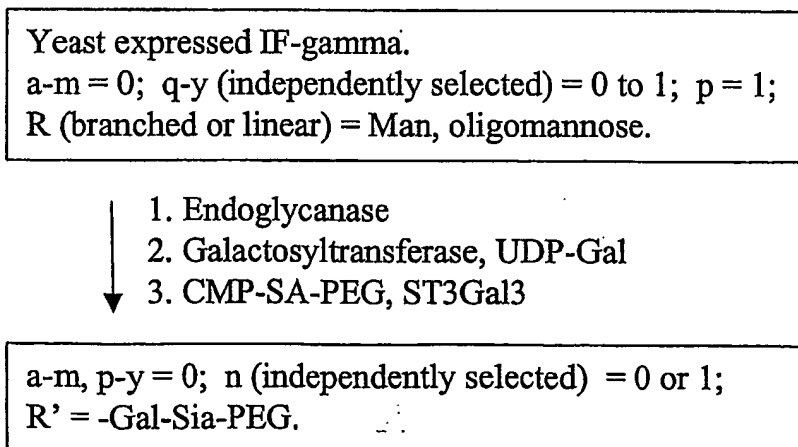 Yeast expressed IF-gamma.
a-m = 0; q-y (independently selected) = 0 to 1; p = 1;
R (branched or linear) = Man, oligomannose.
1. Endoglycanase
2. Galactosyltransferase, UDP-Gal
3. CMP-SA-PEG, ST3Gal3
a-m, p-y = 0; n (independently selected) = 0 or 1;
R' = -Gal-Sia-PEG.